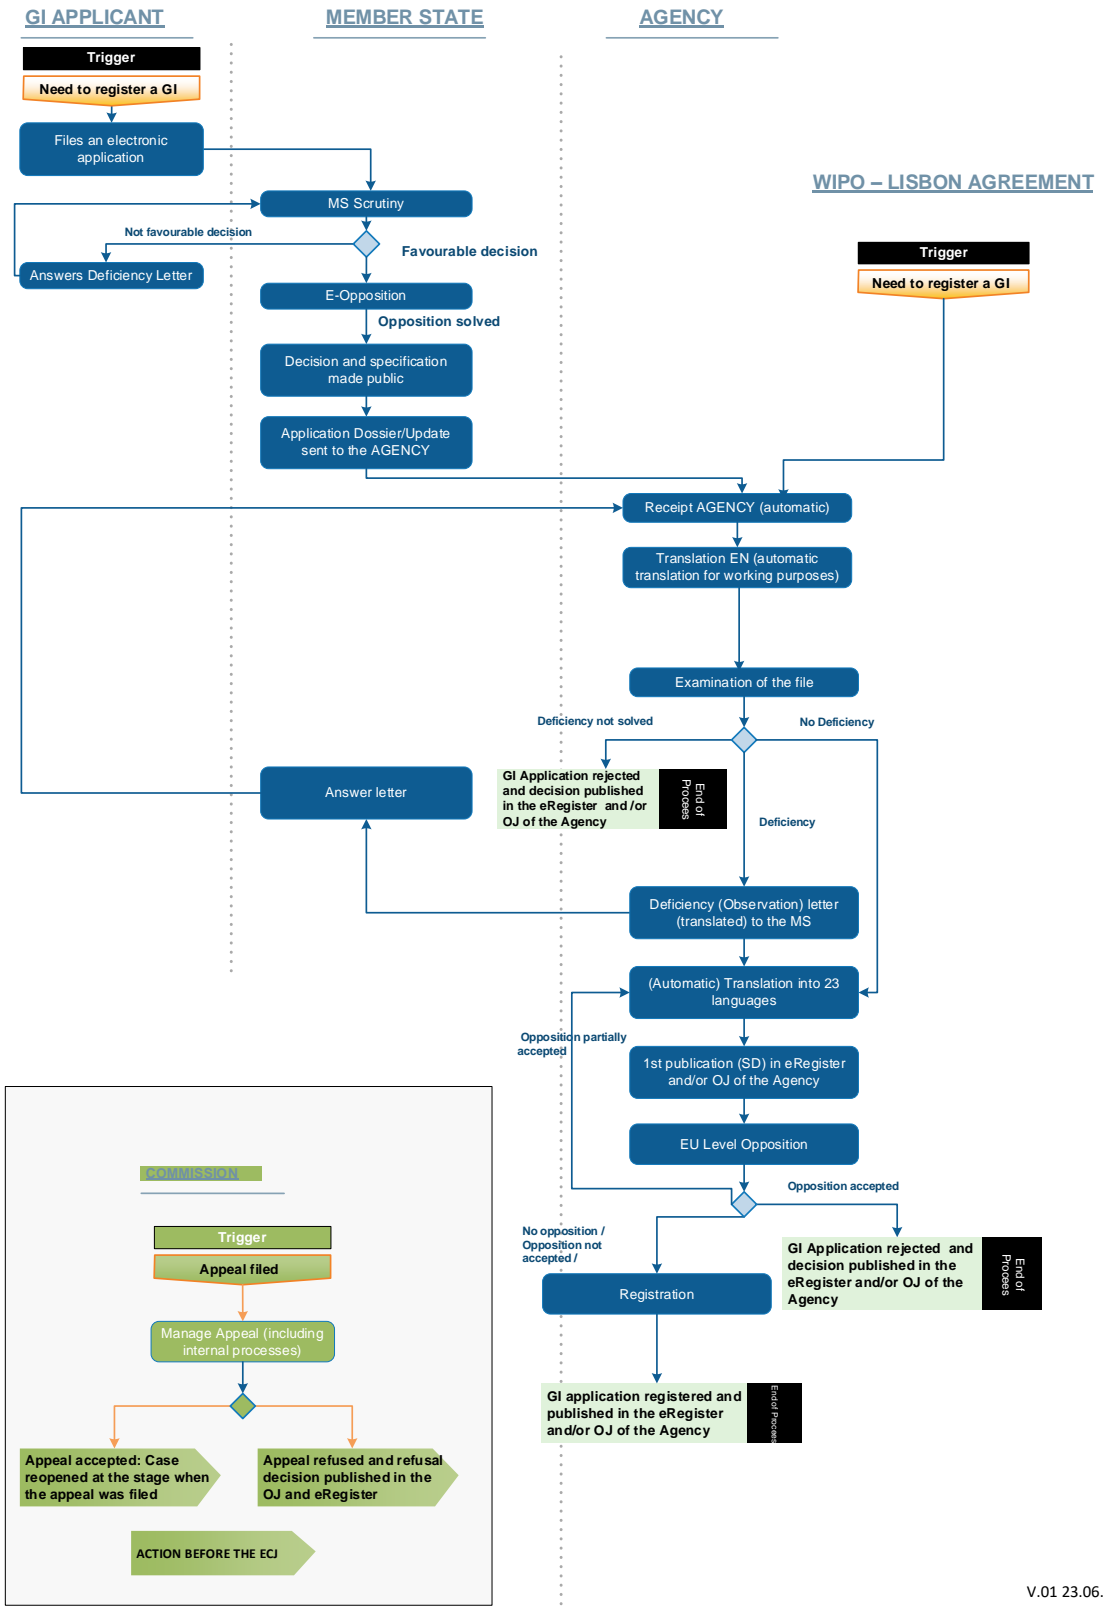 GI APPLICANT
MEMBER STATE
AGENCY
Trigger
Need to register a GI
Files an electronic
application
WIPO – LISBON AGREEMENT
MS Scrutiny
Not favourable decision
Favourable decision
Trigger
Need to register a GI
Answers Deficiency Letter
E-Opposition
Opposition solved
Decision and specification
made public
Application Dossier/Update
sent to the AGENCY
Receipt AGENCY (automatic)
Translation EN (automatic
translation for working purposes)
Examination of the file
Deficiency not solved
No Deficiency
GI Application rejected
and decision published
in the eRegister and /or
OJ of the Agency
End of
Procees
Answer letter
Deficiency
Deficiency (Observation) letter
(translated) to the MS
(Automatic) Translation into 23
languages
Opposition partially
accepted
1st publication (SD) in eRegister
and/or OJ of the Agency
EU Level Opposition
Opposition accepted
No opposition /
Opposition not
accepted /
GI Application rejected and
decision published in the
eRegister and/or OJ of the
Agency
End of
Procees
Registration
GI application registered and
published in the eRegister
and/or OJ of the Agency
End of Procees
COMMISSION
Trigger
Appeal filed
Manage Appeal (including
internal processes)
Appeal accepted: Case
reopened at the stage when
the appeal was filed
Appeal refused and refusal
decision published in the
OJ and eRegister
ACTION BEFORE THE ECJ
V.01 23.06.